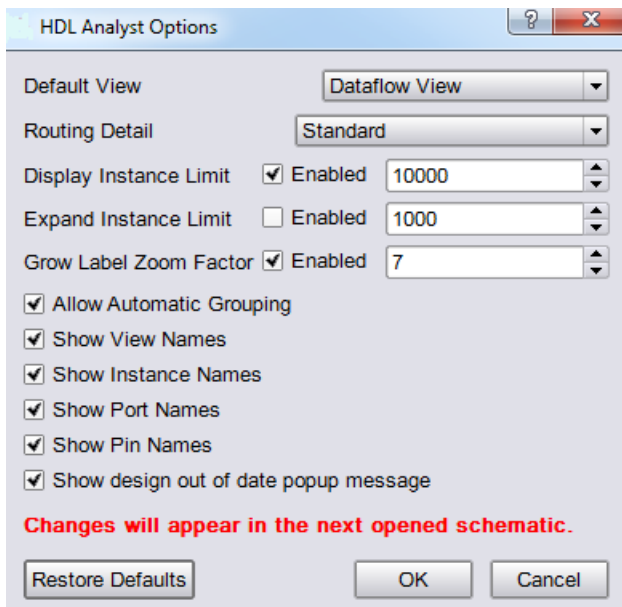 HDL Analyst Options
Default View Dataflow View
Routing Detail Standard
Display Instance Limit Enabled 10000
Expand Instance Limit Enabled 1000
Grow Label Zoom Factor Enabled 7
Allow Automatic Grouping
Show View Names
Show Instance Names
Show Port Names
Show Pin Names
Show design out of date popup message
Changes will appear in the next opened schematic.
Restore Defaults OK Cancel